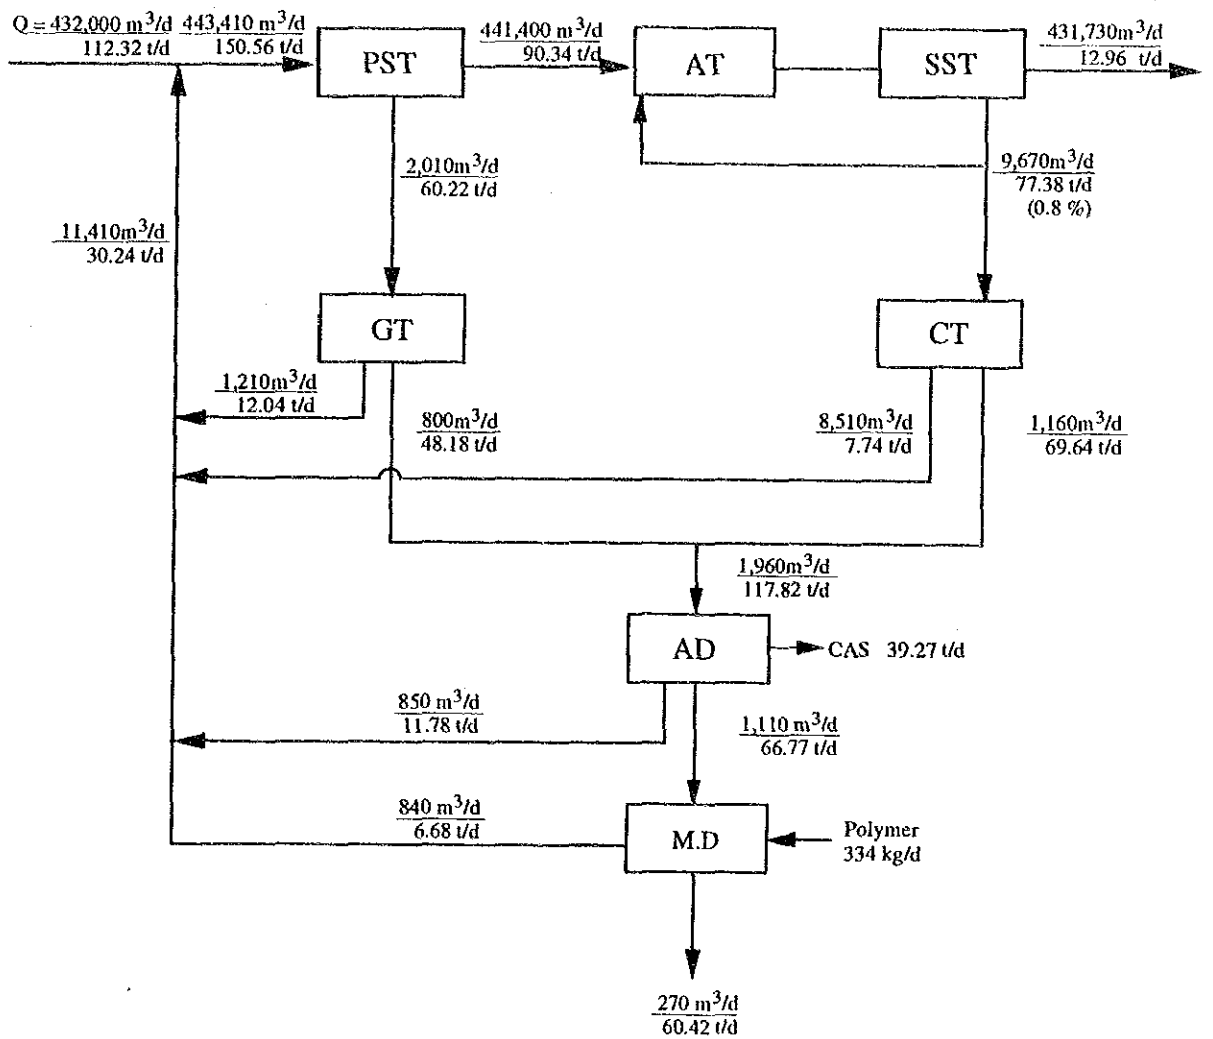 Q = 432,000 m³/d 443,410 m³/d
112.32 t/d 150.56 t/d
PST
441,400 m³/d
90.34 t/d
AT
SST
431,730m³/d
12.96 t/d
2,010m³/d
60.22 t/d
9,670m³/d
77.38 t/d
(0.8 %)
11,410m³/d
30.24 t/d
GT
CT
1,210m³/d
12.04 t/d
800m³/d
48.18 t/d
8,510m³/d
7.74 t/d
1,160m³/d
69.64 t/d
1,960m³/d
117.82 t/d
AD
CAS 39.27 t/d
850 m³/d
11.78 t/d
1,110 m³/d
66.77 t/d
840 m³/d
6.68 t/d
M.D
Polymer
334 kg/d
270 m³/d
60.42 t/d